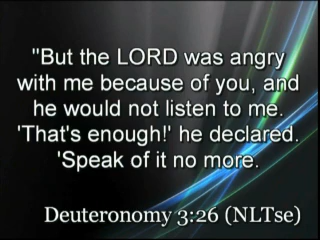 "But the LORD was angry
with me because of you, and
he would not listen to me.
'That's enough!' he declared.
'Speak of it no more.
Deuteronomy 3:26 (NLTse)